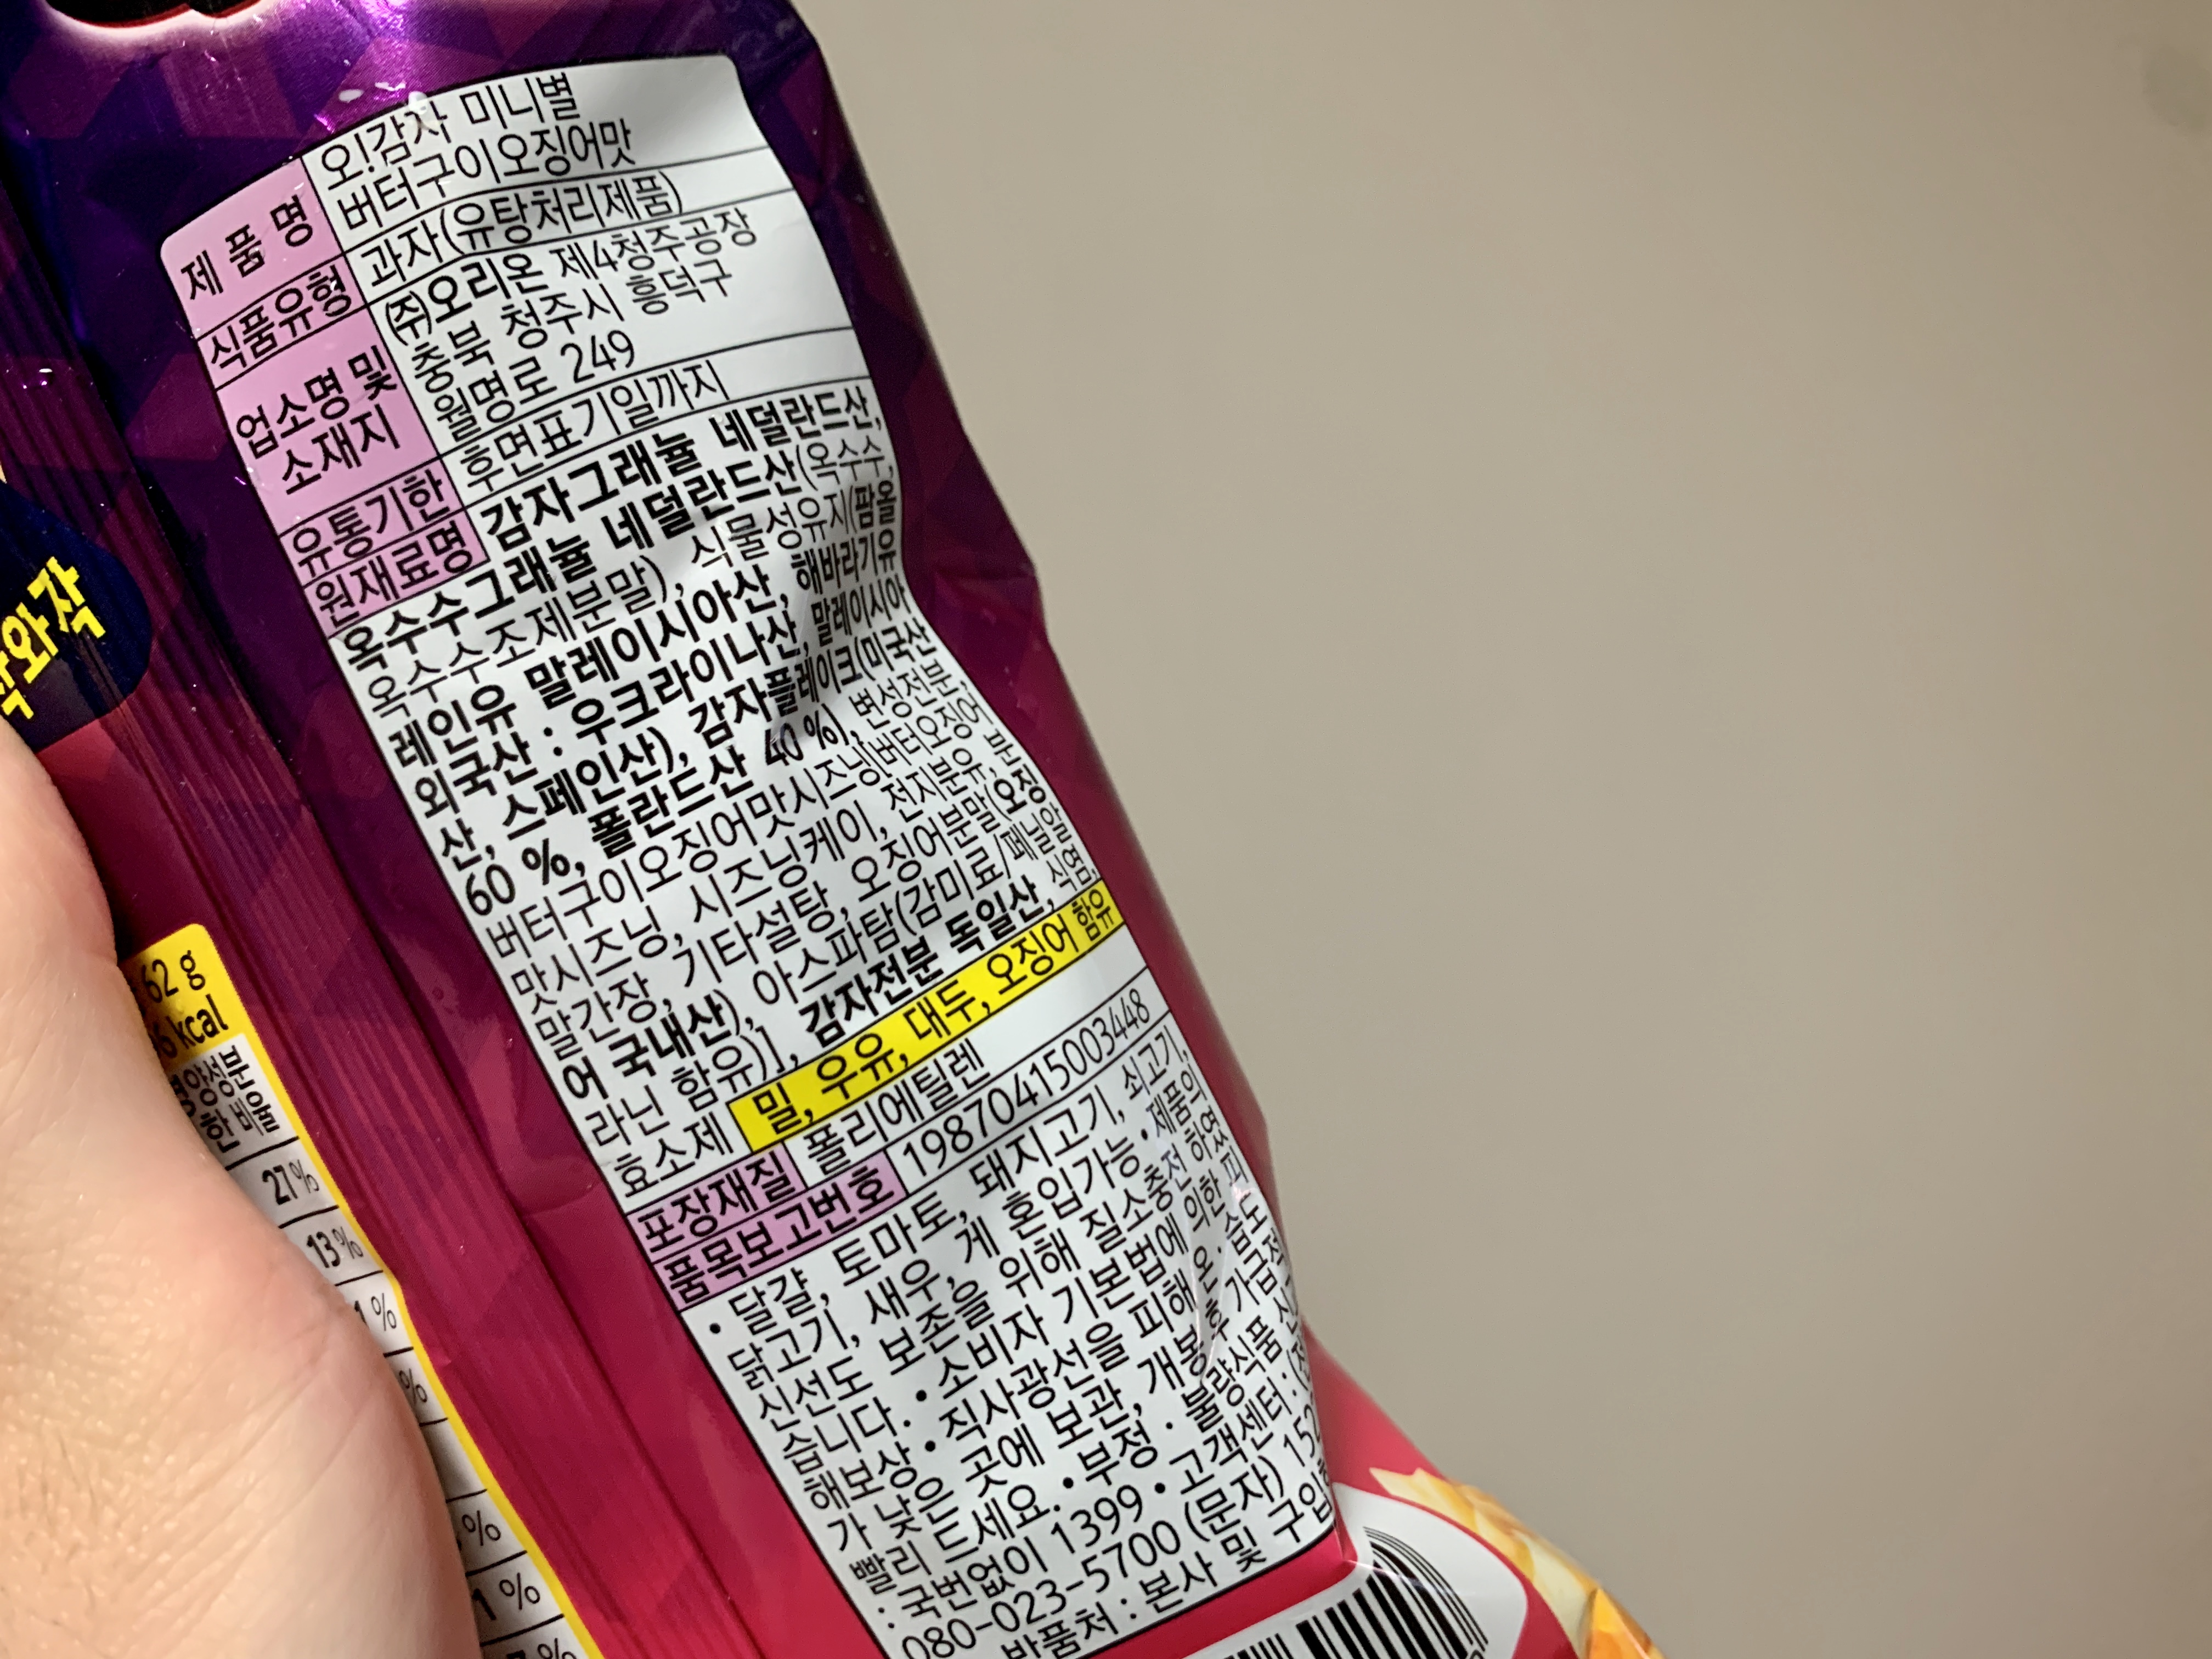 제 품 명
오!감자 미니별
버터구이오징어맛
식품유형
과자(유탕처리제품)
업소명 및
소재지
㈜오리온 제4청주공장
충북 청주시 흥덕구
월명로 249
유통기한
후면표기일까지
원재료명
감자그래뉼 네덜란드산,
옥수수그래뉼 네덜란드산(옥수수,
옥수수조제분말), 식물성유지(팜올
레인유 말레이시아산, 해바라기유
외국산 : 우크라이나산, 말레이시아
산, 스페인산), 감자플레이크(미국산
60 %, 폴란드산 40 %), 변성전분,
버터구이오징어맛시즈닝[버터오징어
맛시즈닝, 시즈닝케이, 전지분유, 분
말간장, 기타설탕, 오징어분말(오징
어 국내산), 아스파탐(감미료/페닐알
라닌 함유)], 감자전분 독일산, 식염,
효소제
밀, 우유, 대두, 오징어 함유
포장재질
폴리에틸렌
품목보고번호
19870415003448
• 달걀, 토마토, 돼지고기, 쇠고기,
닭고기, 새우, 게 혼입가능 • 제품의
신선도 보존을 위해 질소충전 하였
습니다. • 소비자 기본법에 의한 피
해보상 • 직사광선을 피해 온·습도
가 낮은 곳에 보관, 개봉 후 가급적
빨리 드세요. • 부정·불량식품 신
: 국번없이 1399 • 고객센터 :
080-023-5700 (문자) 152
반품처 : 본사 및 구입
와작
62 g
kcal
영양성분
한 비율
27 %
13 %
1 %
%
%
1 %
%